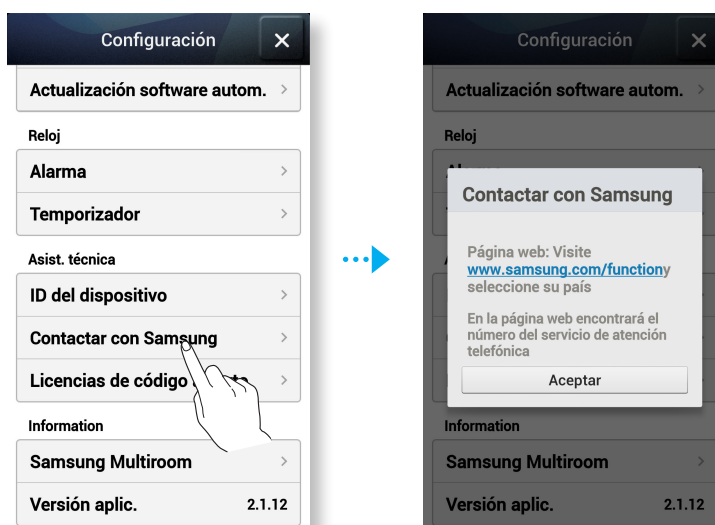 Configuración
Actualización software autom.
Reloj
Alarma
Temporizador
Asist. técnica
ID del dispositivo
Contactar con Samsung
Licencias de código
Information
Samsung Multiroom
Versión aplic. 2.1.12
Configuración
Actualización software autom.
Reloj
Contactar con Samsung
Página web: Visite
www.samsung.com/functiony
seleccione su país
En la página web encontrará el
número del servicio de atención
telefónica
Aceptar
Information
Samsung Multiroom
Versión aplic. 2.1.12